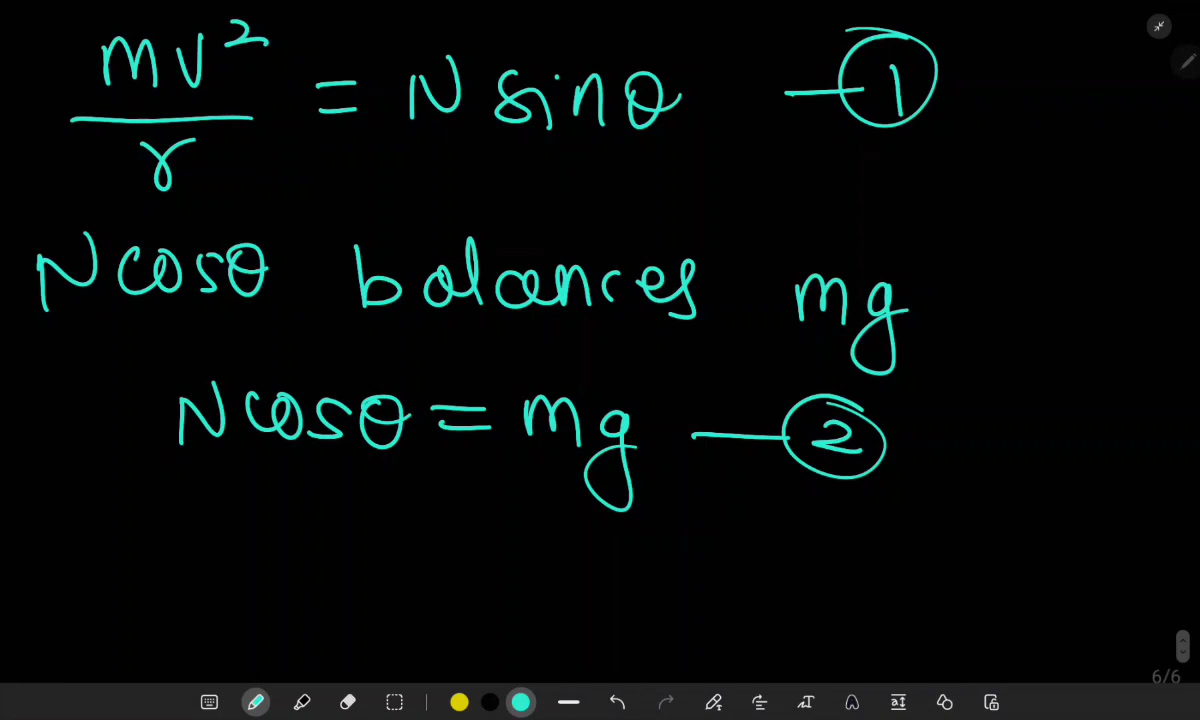 mv²/r = N sinθ — ①
N cosθ balances mg
N cosθ = mg — ②
6/6